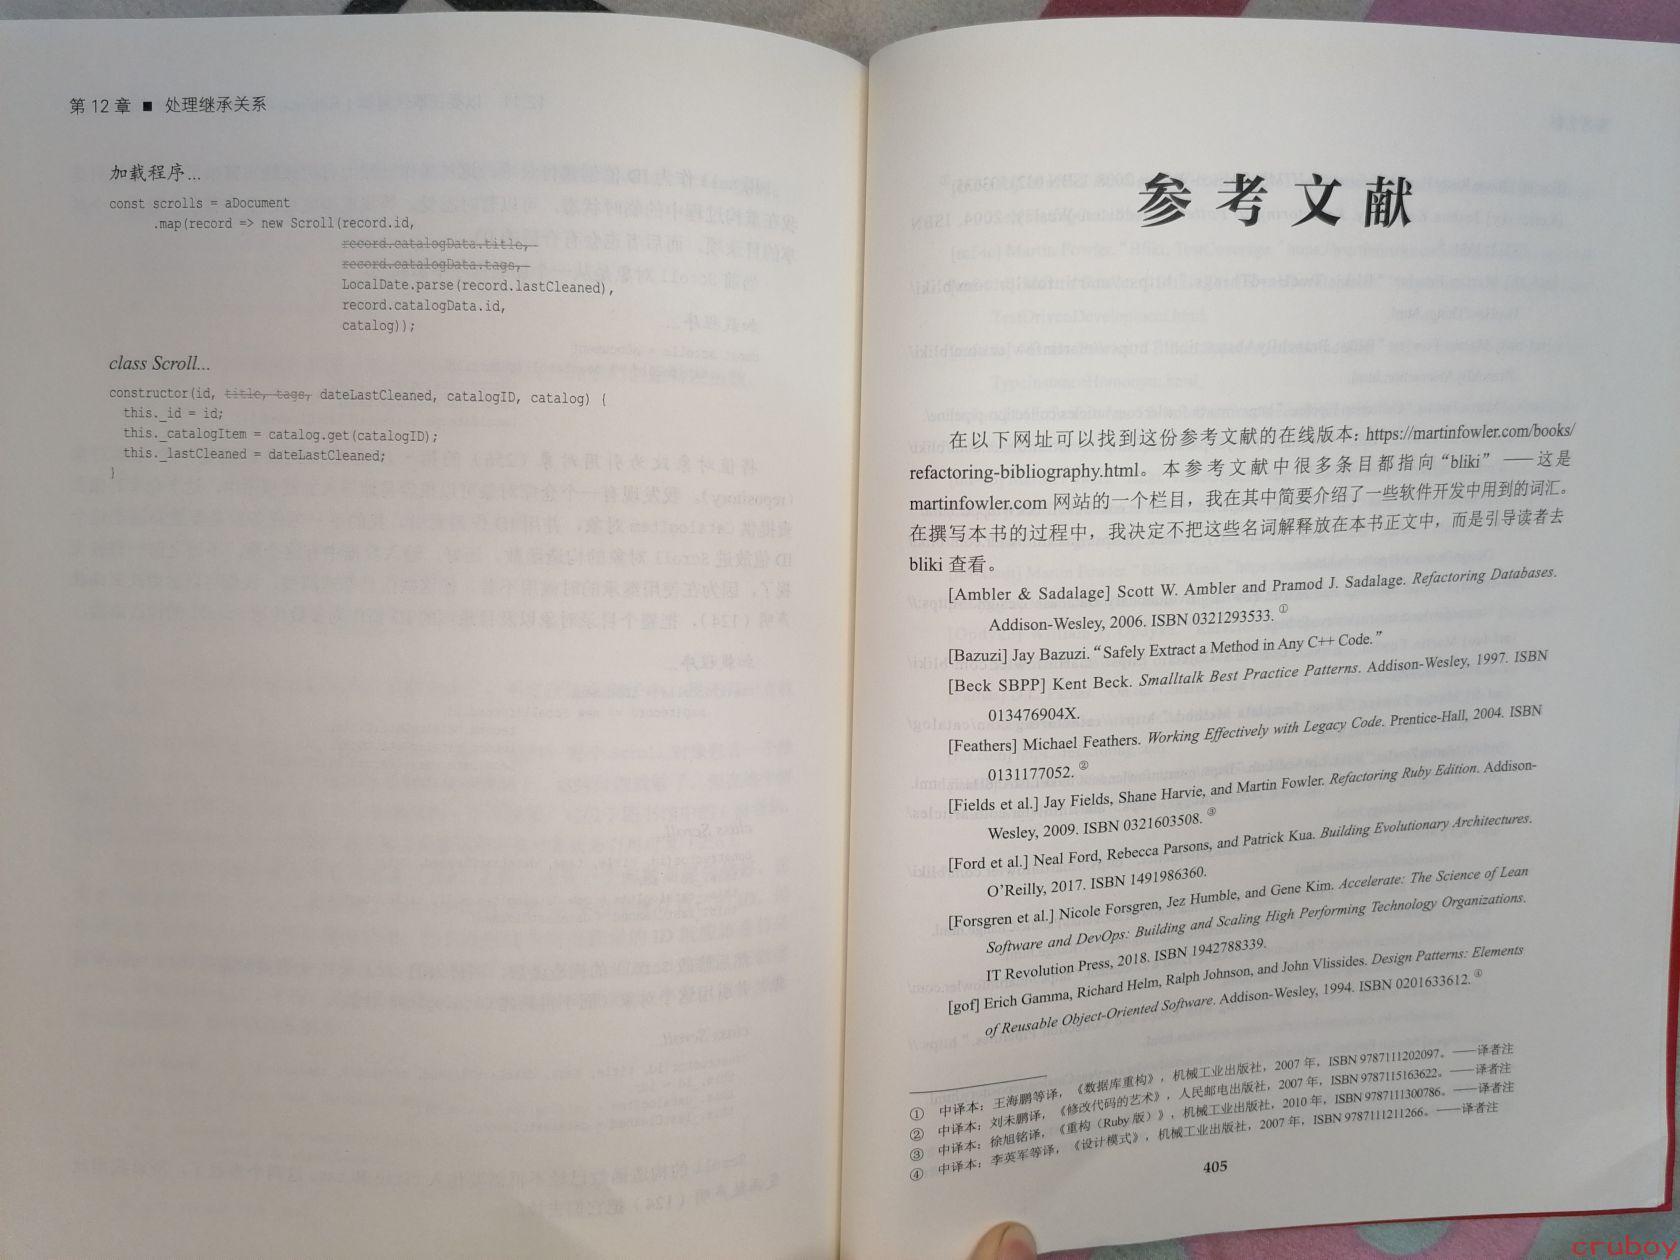 第 12 章 ■ 处理继承关系
加载程序...
const scrolls = aDocument
.map(record => new Scroll(record.id,
record.catalogData.title,
record.catalogData.tags,
LocalDate.parse(record.lastCleaned),
record.catalogData.id,
catalog));
class Scroll...
constructor(id, title, tags, dateLastCleaned, catalogID, catalog) {
this._id = id;
this._catalogItem = catalog.get(catalogID);
this._lastCleaned = dateLastCleaned;
}
参考文献
在以下网址可以找到这份参考文献的在线版本：https://martinfowler.com/books/
refactoring-bibliography.html。本参考文献中很多条目都指向“bliki”——这是
martinfowler.com 网站的一个栏目，我在其中简要介绍了一些软件开发中用到的词汇。
在撰写本书的过程中，我决定不把这些名词解释放在本书正文中，而是引导读者去
bliki 查看。
[Ambler & Sadalage] Scott W. Ambler and Pramod J. Sadalage. Refactoring Databases.
Addison-Wesley, 2006. ISBN 0321293533. ①
[Bazuzi] Jay Bazuzi. “Safely Extract a Method in Any C++ Code.”
[Beck SBPP] Kent Beck. Smalltalk Best Practice Patterns. Addison-Wesley, 1997. ISBN
013476904X.
[Feathers] Michael Feathers. Working Effectively with Legacy Code. Prentice-Hall, 2004. ISBN
0131177052. ②
[Fields et al.] Jay Fields, Shane Harvie, and Martin Fowler. Refactoring Ruby Edition. Addison-
Wesley, 2009. ISBN 0321603508. ③
[Ford et al.] Neal Ford, Rebecca Parsons, and Patrick Kua. Building Evolutionary Architectures.
O’Reilly, 2017. ISBN 1491986360.
[Forsgren et al.] Nicole Forsgren, Jez Humble, and Gene Kim. Accelerate: The Science of Lean
Software and DevOps: Building and Scaling High Performing Technology Organizations.
IT Revolution Press, 2018. ISBN 1942788339.
[gof] Erich Gamma, Richard Helm, Ralph Johnson, and John Vlissides. Design Patterns: Elements
of Reusable Object-Oriented Software. Addison-Wesley, 1994. ISBN 0201633612. ④
① 中译本：王海鹏等译，《数据库重构》，机械工业出版社，2007 年，ISBN 9787111202097。——译者注
② 中译本：刘未鹏译，《修改代码的艺术》，人民邮电出版社，2007 年，ISBN 9787115163622。——译者注
③ 中译本：徐旭铭译，《重构（Ruby 版）》，机械工业出版社，2010 年，ISBN 9787111300786。——译者注
④ 中译本：李英军等译，《设计模式》，机械工业出版社，2007 年，ISBN 9787111211266。——译者注
405
cruboy